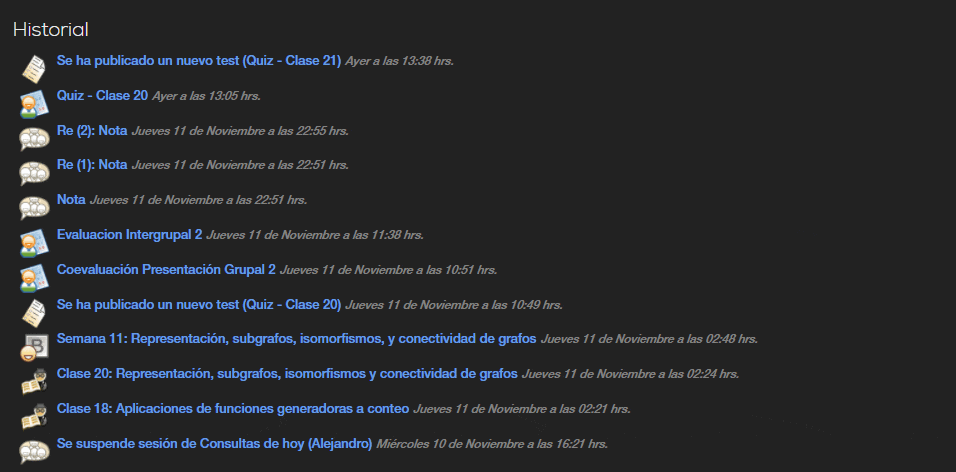 Historial
Se ha publicado un nuevo test (Quiz - Clase 21) Ayer a las 13:38 hrs.
Quiz - Clase 20 Ayer a las 13:05 hrs.
Re (2): Nota Jueves 11 de Noviembre a las 22:55 hrs.
Re (1): Nota Jueves 11 de Noviembre a las 22:51 hrs.
Nota Jueves 11 de Noviembre a las 22:51 hrs.
Evaluacion Intergrupal 2 Jueves 11 de Noviembre a las 11:38 hrs.
Coevaluación Presentación Grupal 2 Jueves 11 de Noviembre a las 10:51 hrs.
Se ha publicado un nuevo test (Quiz - Clase 20) Jueves 11 de Noviembre a las 10:49 hrs.
Semana 11: Representación, subgrafos, isomorfismos, y conectividad de grafos Jueves 11 de Noviembre a las 02:48 hrs.
Clase 20: Representación, subgrafos, isomorfismos y conectividad de grafos Jueves 11 de Noviembre a las 02:24 hrs.
Clase 18: Aplicaciones de funciones generadoras a conteo Jueves 11 de Noviembre a las 02:21 hrs.
Se suspende sesión de Consultas de hoy (Alejandro) Miércoles 10 de Noviembre a las 16:21 hrs.